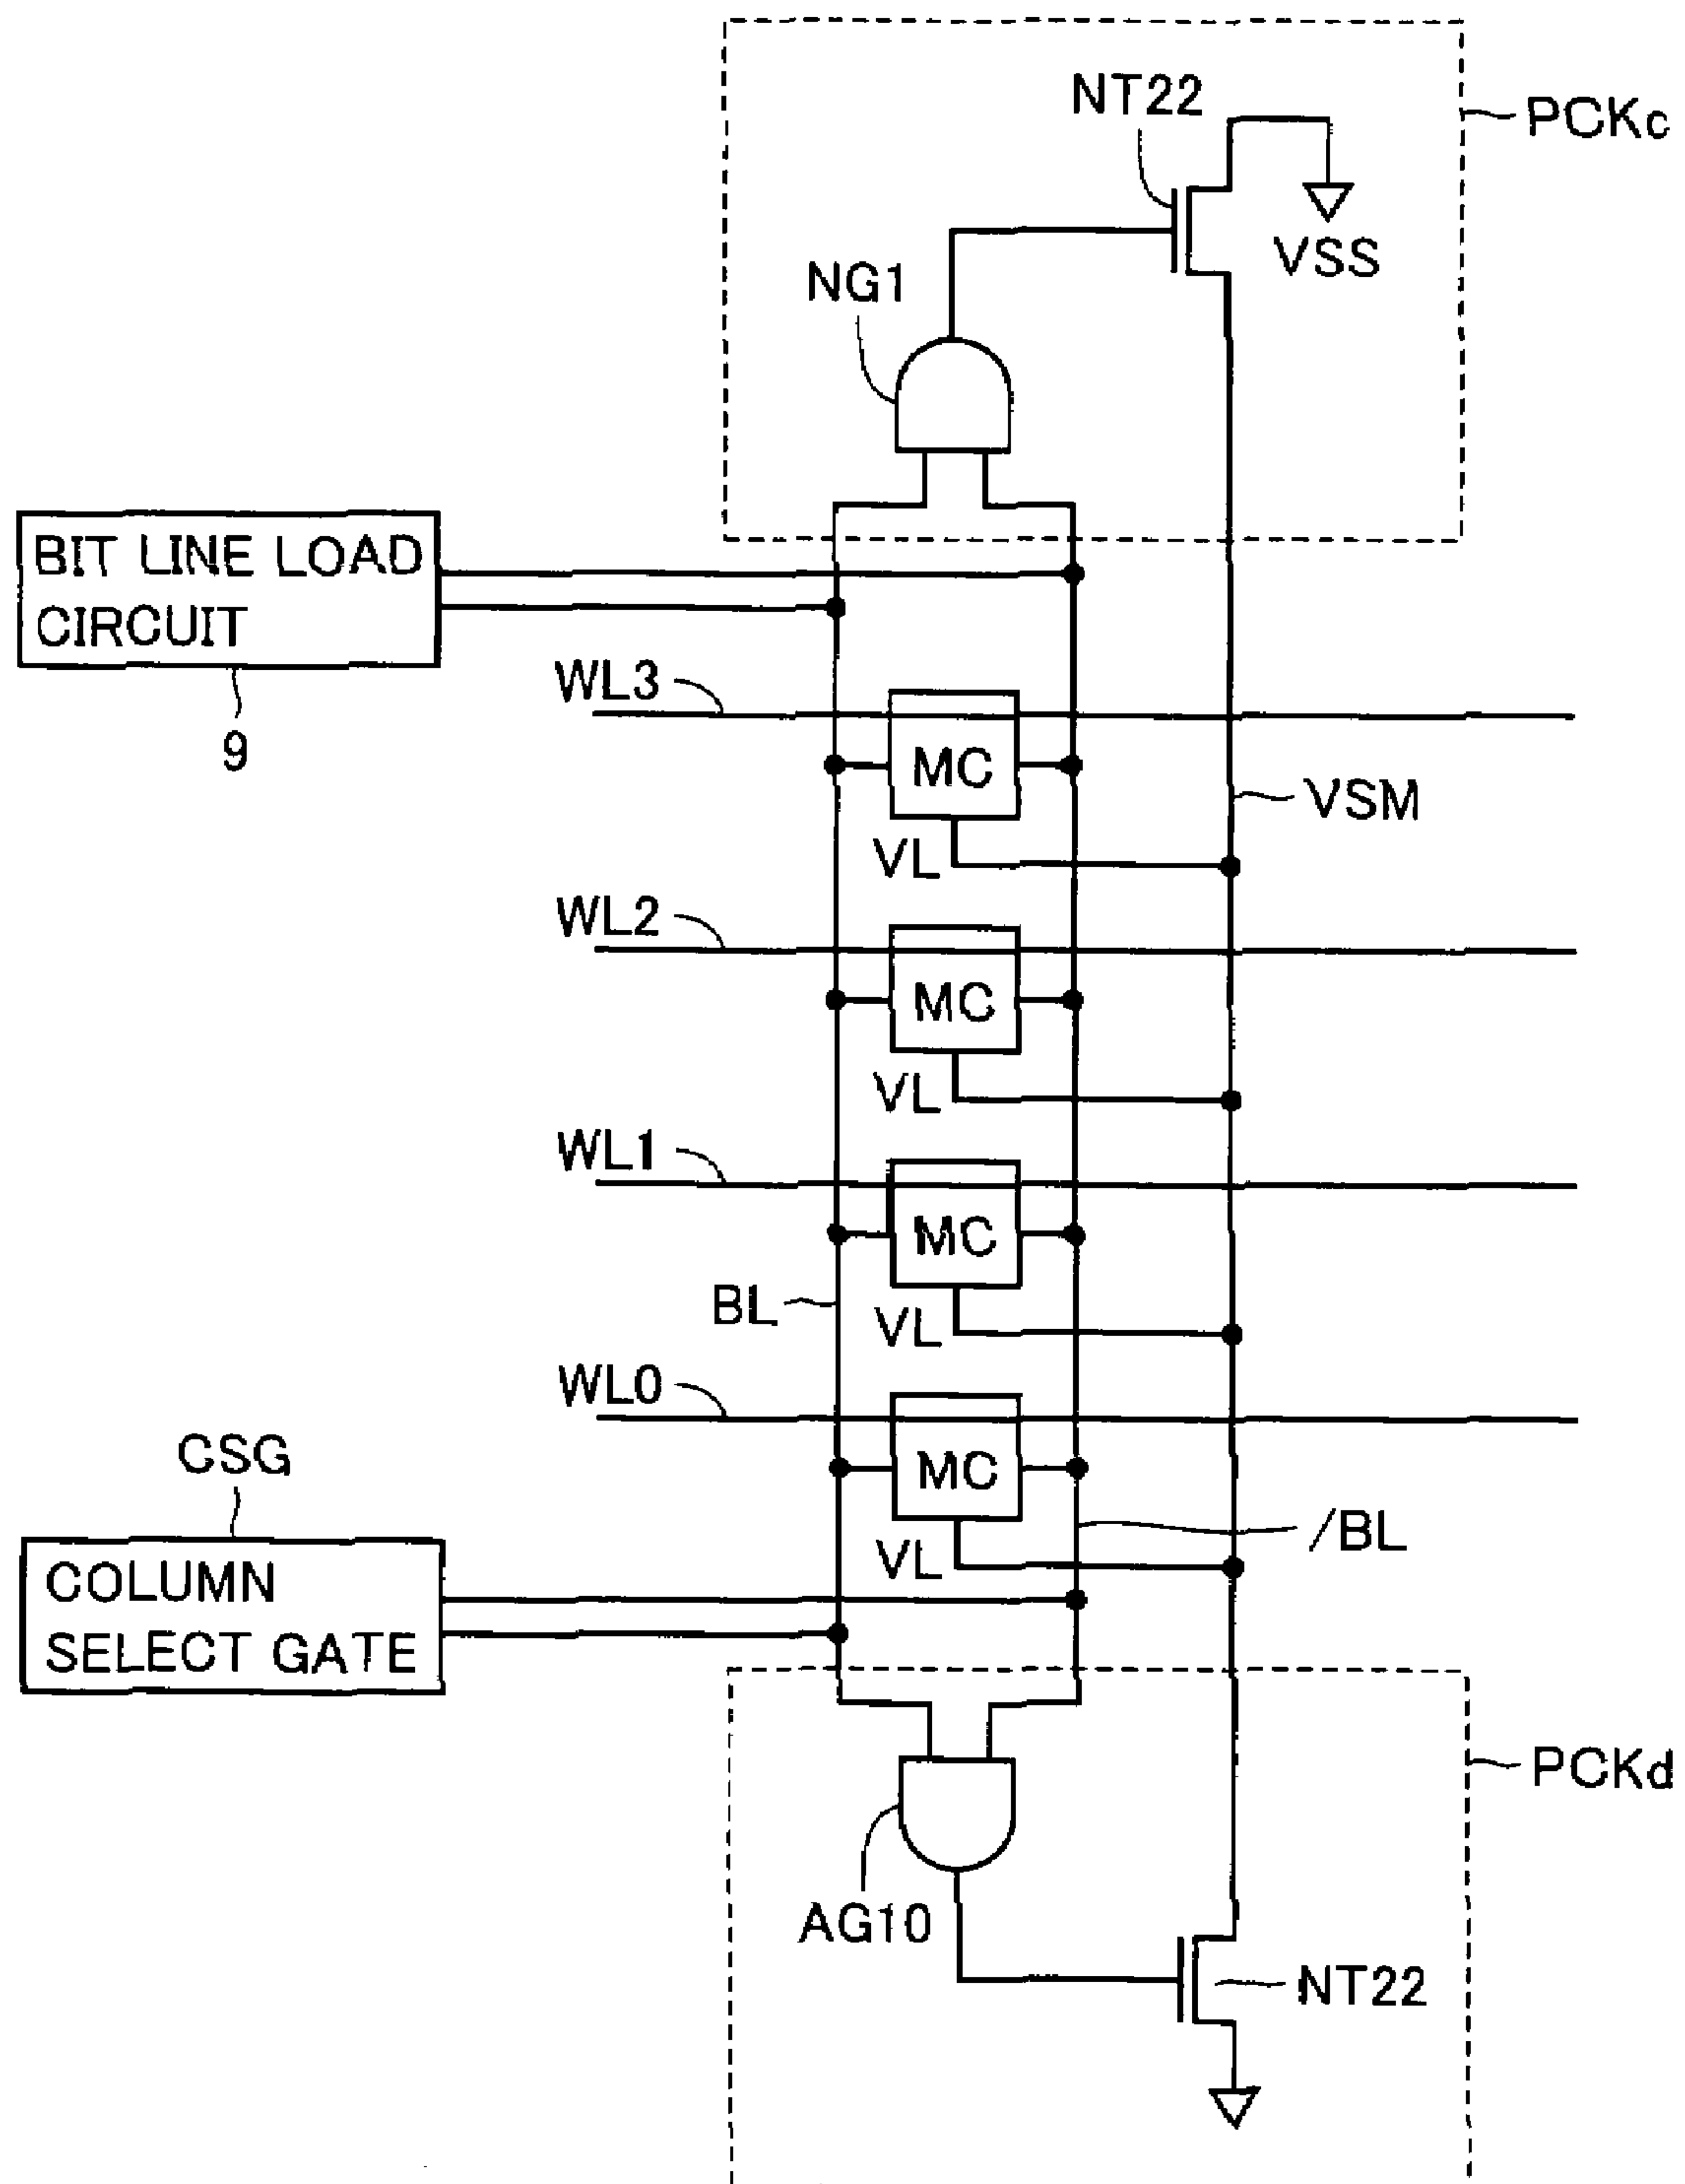 NT22
PCKc
VSS
NG1
BIT LINE LOAD
CIRCUIT
9
WL3
MC
VSM
VL
WL2
MC
VL
WL1
MC
BL
VL
WL0
CSG
MC
/BL
VL
COLUMN
SELECT GATE
PCKd
AG10
NT22